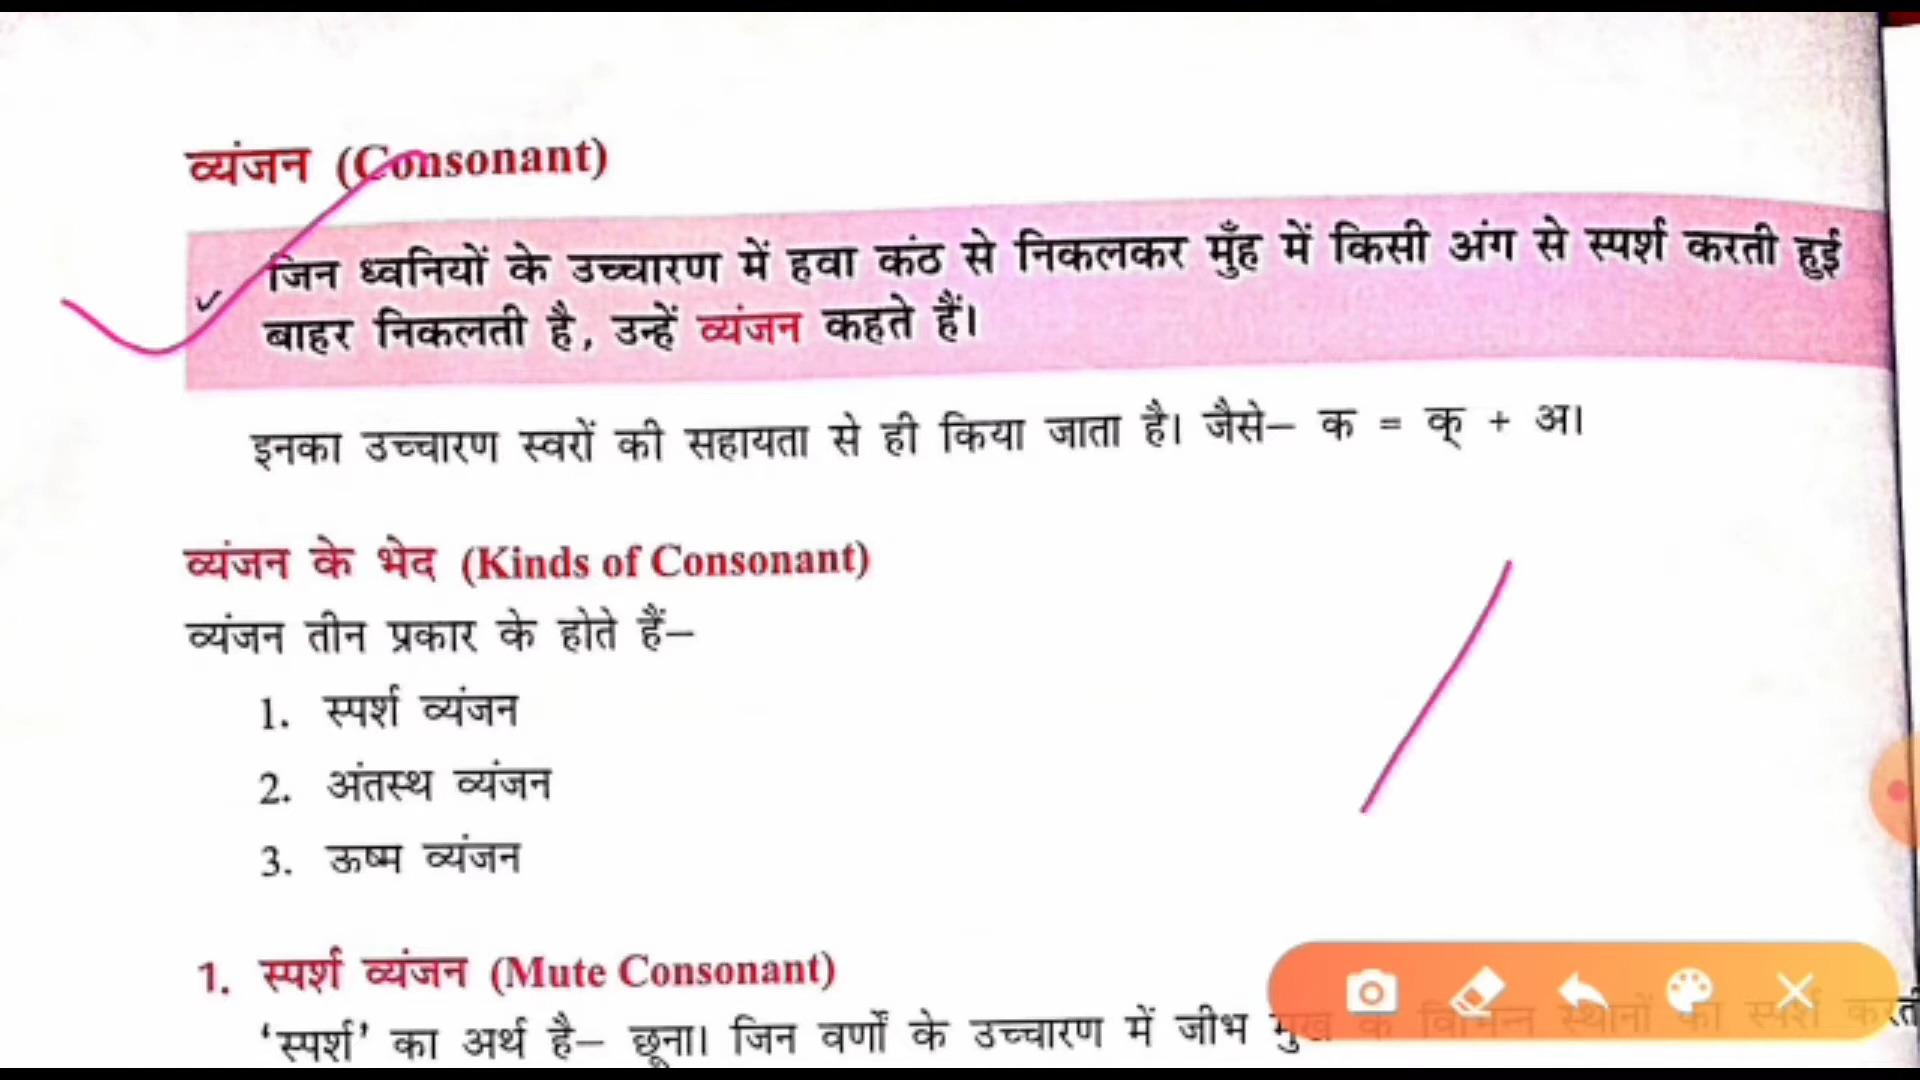 व्यंजन (Consonant)
जिन ध्वनियों के उच्चारण में हवा कंठ से निकलकर मुँह में किसी अंग से स्पर्श करती हुई
बाहर निकलती है, उन्हें व्यंजन कहते हैं।
इनका उच्चारण स्वरों की सहायता से ही किया जाता है। जैसे– क = क् + अ।
व्यंजन के भेद (Kinds of Consonant)
व्यंजन तीन प्रकार के होते हैं–
1. स्पर्श व्यंजन
2. अंतस्थ व्यंजन
3. ऊष्म व्यंजन
1. स्पर्श व्यंजन (Mute Consonant)
‘स्पर्श’ का अर्थ है– छूना। जिन वर्णों के उच्चारण में जीभ मुख के विभिन्न स्थानों का स्पर्श करती